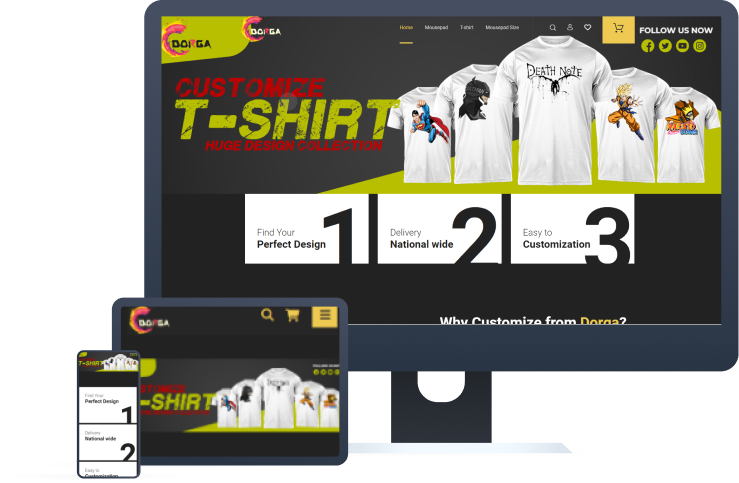 DORGA
DORGA
Home Mousepad T-shirt Mousepad Size
FOLLOW US NOW
CUSTOMIZE
T-SHIRT
HUGE DESIGN COLLECTION
DEATH NOTE
Find Your
Perfect Design
1
Delivery
National wide
2
Easy to
Customization
3
Why Customize from Dorga?
DORGA
T-SHIRT
DEATH NOTE
T-SHIRT
Find Your
Perfect Design
1
Delivery
National wide
2
Easy to
Customization